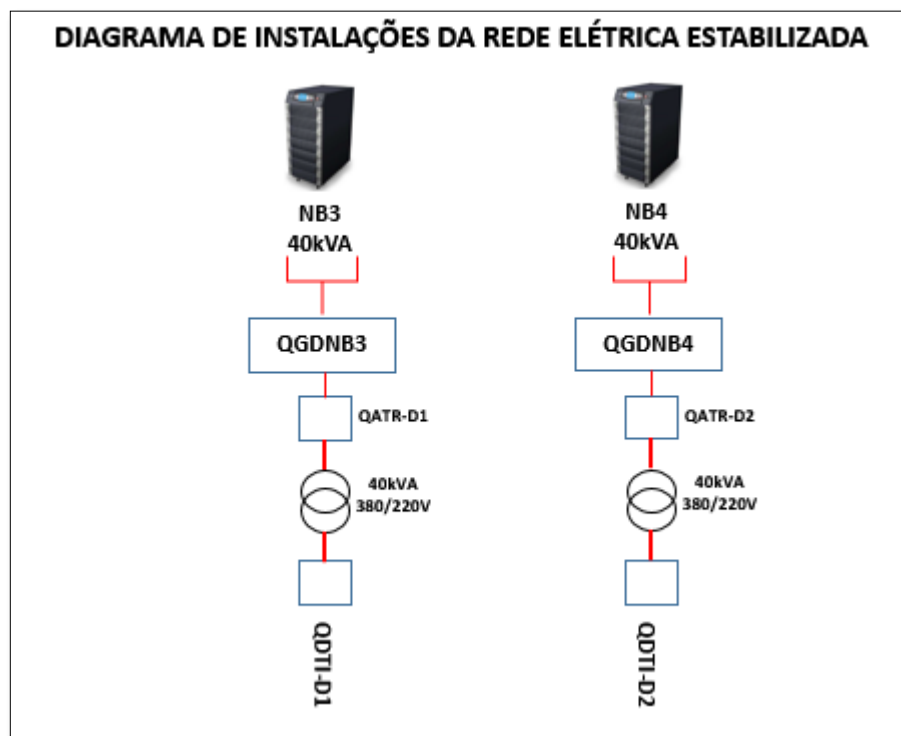 DIAGRAMA DE INSTALAÇÕES DA REDE ELÉTRICA ESTABILIZADA
NB3
40kVA
QGDNB3
QATR-D1
40kVA
380/220V
QDTI-D1
NB4
40kVA
QGDNB4
QATR-D2
40kVA
380/220V
QDTI-D2